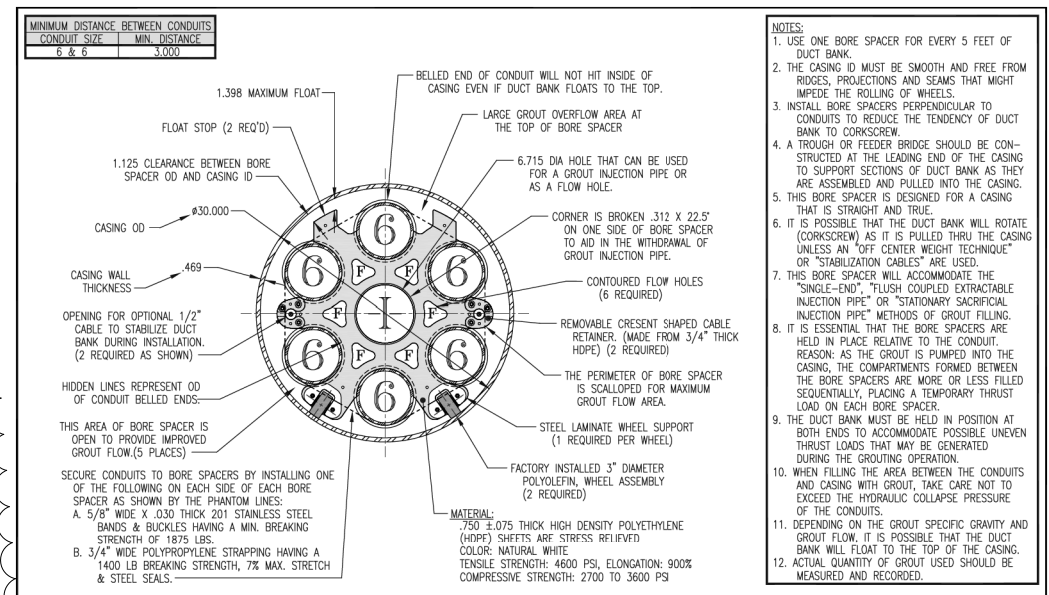 MINIMUM DISTANCE BETWEEN CONDUITS
CONDUIT SIZE MIN. DISTANCE
6 & 6 3.000
BELLED END OF CONDUIT WILL NOT HIT INSIDE OF
CASING EVEN IF DUCT BANK FLOATS TO THE TOP.
1.398 MAXIMUM FLOAT
LARGE GROUT OVERFLOW AREA AT
THE TOP OF BORE SPACER
FLOAT STOP (2 REQ'D)
1.125 CLEARANCE BETWEEN BORE
SPACER OD AND CASING ID
6.715 DIA HOLE THAT CAN BE USED
FOR A GROUT INJECTION PIPE OR
AS A FLOW HOLE.
ø30.000
CASING OD
CORNER IS BROKEN .312 X 22.5°
ON ONE SIDE OF BORE SPACER
TO AID IN THE WITHDRAWAL OF
GROUT INJECTION PIPE.
.469
CASING WALL
THICKNESS
CONTOURED FLOW HOLES
(6 REQUIRED)
OPENING FOR OPTIONAL 1/2"
CABLE TO STABILIZE DUCT
BANK DURING INSTALLATION.
(2 REQUIRED AS SHOWN)
REMOVABLE CRESENT SHAPED CABLE
RETAINER. (MADE FROM 3/4" THICK
HDPE) (2 REQUIRED)
THE PERIMETER OF BORE SPACER
IS SCALLOPED FOR MAXIMUM
GROUT FLOW AREA.
HIDDEN LINES REPRESENT OD
OF CONDUIT BELLED ENDS.
STEEL LAMINATE WHEEL SUPPORT
(1 REQUIRED PER WHEEL)
THIS AREA OF BORE SPACER IS
OPEN TO PROVIDE IMPROVED
GROUT FLOW.(5 PLACES)
FACTORY INSTALLED 3" DIAMETER
POLYOLEFIN, WHEEL ASSEMBLY
(2 REQUIRED)
6
6 6
F F
F I F
F F
6 6
6
SECURE CONDUITS TO BORE SPACERS BY INSTALLING ONE
OF THE FOLLOWING ON EACH SIDE OF EACH BORE
SPACER AS SHOWN BY THE PHANTOM LINES:
A. 5/8" WIDE X .030 THICK 201 STAINLESS STEEL
BANDS & BUCKLES HAVING A MIN. BREAKING
STRENGTH OF 1875 LBS.
B. 3/4" WIDE POLYPROPYLENE STRAPPING HAVING A
1400 LB BREAKING STRENGTH, 7% MAX. STRETCH
& STEEL SEALS.
MATERIAL:
.750 ±.075 THICK HIGH DENSITY POLYETHYLENE
(HDPE) SHEETS ARE STRESS RELIEVED
COLOR: NATURAL WHITE
TENSILE STRENGTH: 4600 PSI, ELONGATION: 900%
COMPRESSIVE STRENGTH: 2700 TO 3600 PSI
NOTES:
1. USE ONE BORE SPACER FOR EVERY 5 FEET OF
DUCT BANK.
2. THE CASING ID MUST BE SMOOTH AND FREE FROM
RIDGES, PROJECTIONS AND SEAMS THAT MIGHT
IMPEDE THE ROLLING OF WHEELS.
3. INSTALL BORE SPACERS PERPENDICULAR TO
CONDUITS TO REDUCE THE TENDENCY OF DUCT
BANK TO CORKSCREW.
4. A TROUGH OR FEEDER BRIDGE SHOULD BE CON-
STRUCTED AT THE LEADING END OF THE CASING
TO SUPPORT SECTIONS OF DUCT BANK AS THEY
ARE ASSEMBLED AND PULLED INTO THE CASING.
5. THIS BORE SPACER IS DESIGNED FOR A CASING
THAT IS STRAIGHT AND TRUE.
6. IT IS POSSIBLE THAT THE DUCT BANK WILL ROTATE
(CORKSCREW) AS IT IS PULLED THRU THE CASING
UNLESS AN "OFF CENTER WEIGHT TECHNIQUE"
OR "STABILIZATION CABLES" ARE USED.
7. THIS BORE SPACER WILL ACCOMMODATE THE
"SINGLE-END", "FLUSH COUPLED EXTRACTABLE
INJECTION PIPE" OR "STATIONARY SACRIFICIAL
INJECTION PIPE" METHODS OF GROUT FILLING.
8. IT IS ESSENTIAL THAT THE BORE SPACERS ARE
HELD IN PLACE RELATIVE TO THE CONDUIT.
REASON: AS THE GROUT IS PUMPED INTO THE
CASING, THE COMPARTMENTS FORMED BETWEEN
THE BORE SPACERS ARE MORE OR LESS FILLED
SEQUENTIALLY, PLACING A TEMPORARY THRUST
LOAD ON EACH BORE SPACER.
9. THE DUCT BANK MUST BE HELD IN POSITION AT
BOTH ENDS TO ACCOMMODATE POSSIBLE UNEVEN
THRUST LOADS THAT MAY BE GENERATED
DURING THE GROUTING OPERATION.
10. WHEN FILLING THE AREA BETWEEN THE CONDUITS
AND CASING WITH GROUT, TAKE CARE NOT TO
EXCEED THE HYDRAULIC COLLAPSE PRESSURE
OF THE CONDUITS.
11. DEPENDING ON THE GROUT SPECIFIC GRAVITY AND
GROUT FLOW. IT IS POSSIBLE THAT THE DUCT
BANK WILL FLOAT TO THE TOP OF THE CASING.
12. ACTUAL QUANTITY OF GROUT USED SHOULD BE
MEASURED AND RECORDED.